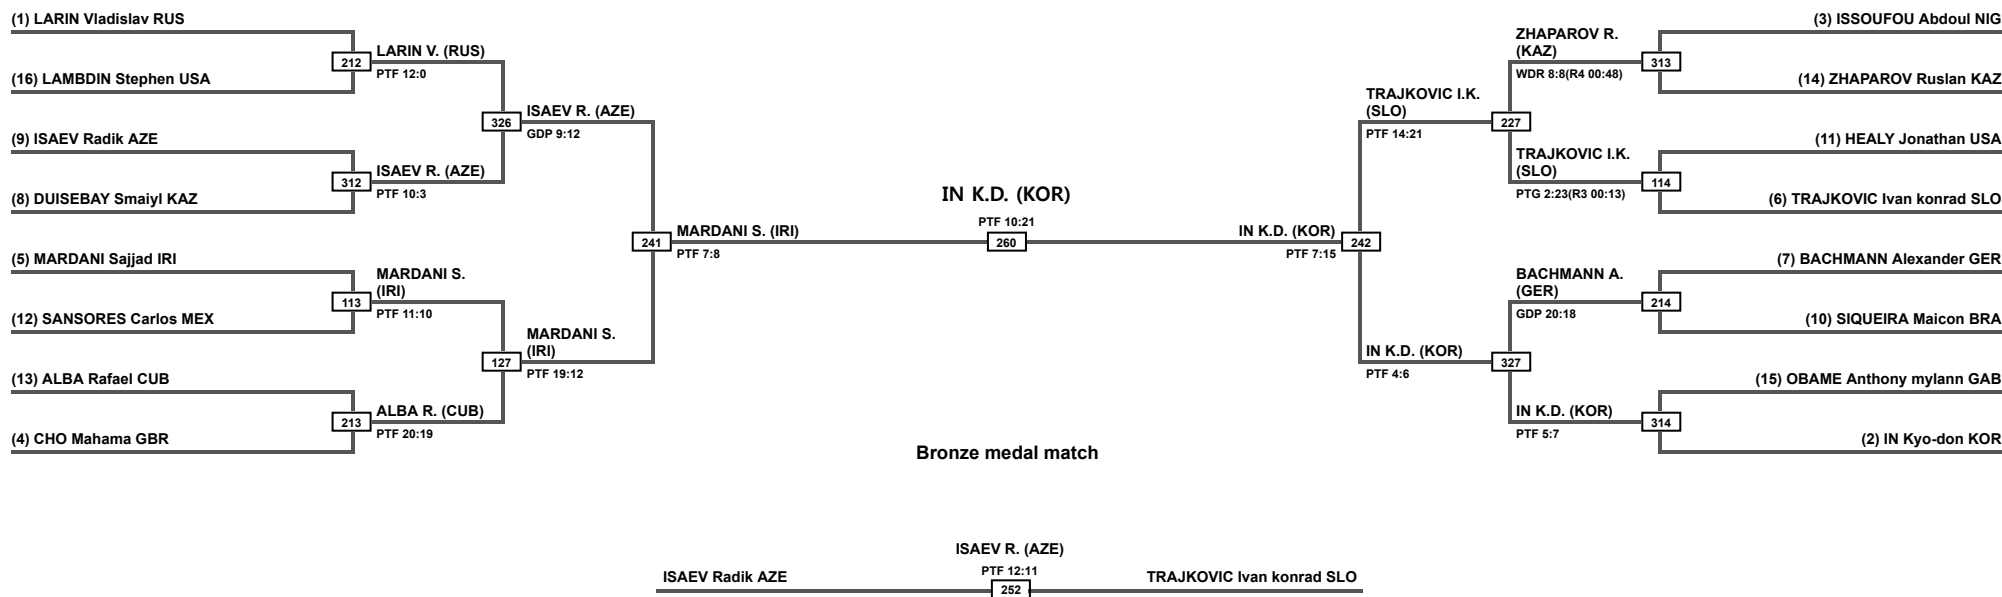 (1) LARIN Vladislav RUS
(16) LAMBDIN Stephen USA
(9) ISAEV Radik AZE
(8) DUISEBAY Smaiyl KAZ
(5) MARDANI Sajjad IRI
(12) SANSORES Carlos MEX
(13) ALBA Rafael CUB
(4) CHO Mahama GBR
212
LARIN V. (RUS)
PTF 12:0
312
ISAEV R. (AZE)
PTF 10:3
113
MARDANI S.
(IRI)
PTF 11:10
213
ALBA R. (CUB)
PTF 20:19
326
ISAEV R. (AZE)
GDP 9:12
127
MARDANI S.
(IRI)
PTF 19:12
241
MARDANI S. (IRI)
PTF 7:8
IN K.D. (KOR)
PTF 10:21
260
IN K.D. (KOR)
PTF 7:15
242
TRAJKOVIC I.K.
(SLO)
PTF 14:21
227
IN K.D. (KOR)
PTF 4:6
327
ZHAPAROV R.
(KAZ)
WDR 8:8(R4 00:48)
313
TRAJKOVIC I.K.
(SLO)
PTG 2:23(R3 00:13)
114
BACHMANN A.
(GER)
GDP 20:18
214
IN K.D. (KOR)
PTF 5:7
314
(3) ISSOUFOU Abdoul NIG
(14) ZHAPAROV Ruslan KAZ
(11) HEALY Jonathan USA
(6) TRAJKOVIC Ivan konrad SLO
(7) BACHMANN Alexander GER
(10) SIQUEIRA Maicon BRA
(15) OBAME Anthony mylann GAB
(2) IN Kyo-don KOR
Bronze medal match
ISAEV R. (AZE)
PTF 12:11
ISAEV Radik AZE
252
TRAJKOVIC Ivan konrad SLO